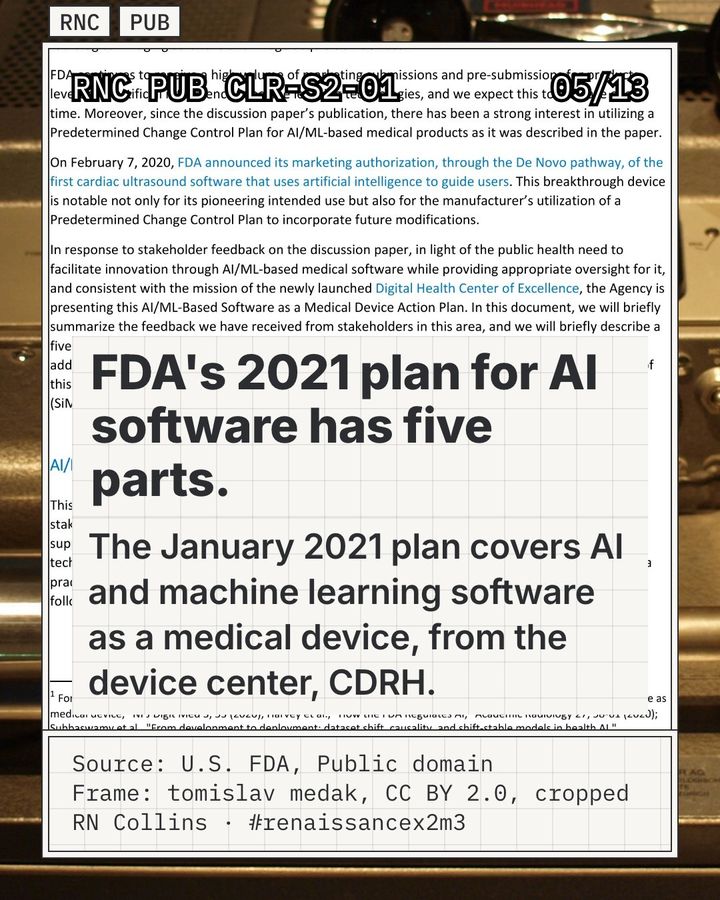 RNC PUB
RNC PUB CLR-S2-01 05/13
FDA continues to receive a high volume of marketing submissions and pre-submissions for products
time. Moreover, since the discussion paper's publication, there has been a strong interest in utilizing a
Predetermined Change Control Plan for AI/ML-based medical products as it was described in the paper.
On February 7, 2020, FDA announced its marketing authorization, through the De Novo pathway, of the
first cardiac ultrasound software that uses artificial intelligence to guide users. This breakthrough device
is notable not only for its pioneering intended use but also for the manufacturer's utilization of a
Predetermined Change Control Plan to incorporate future modifications.
In response to stakeholder feedback on the discussion paper, in light of the public health need to
facilitate innovation through AI/ML-based medical software while providing appropriate oversight for it,
and consistent with the mission of the newly launched Digital Health Center of Excellence, the Agency is
presenting this AI/ML-Based Software as a Medical Device Action Plan. In this document, we will briefly
summarize the feedback we have received from stakeholders in this area, and we will briefly describe a
five
this
FDA's 2021 plan for AI
software has five
parts.
The January 2021 plan covers AI
and machine learning software
as a medical device, from the
device center, CDRH.
Source: U.S. FDA, Public domain
Frame: tomislav medak, CC BY 2.0, cropped
RN Collins · #renaissancex2m3